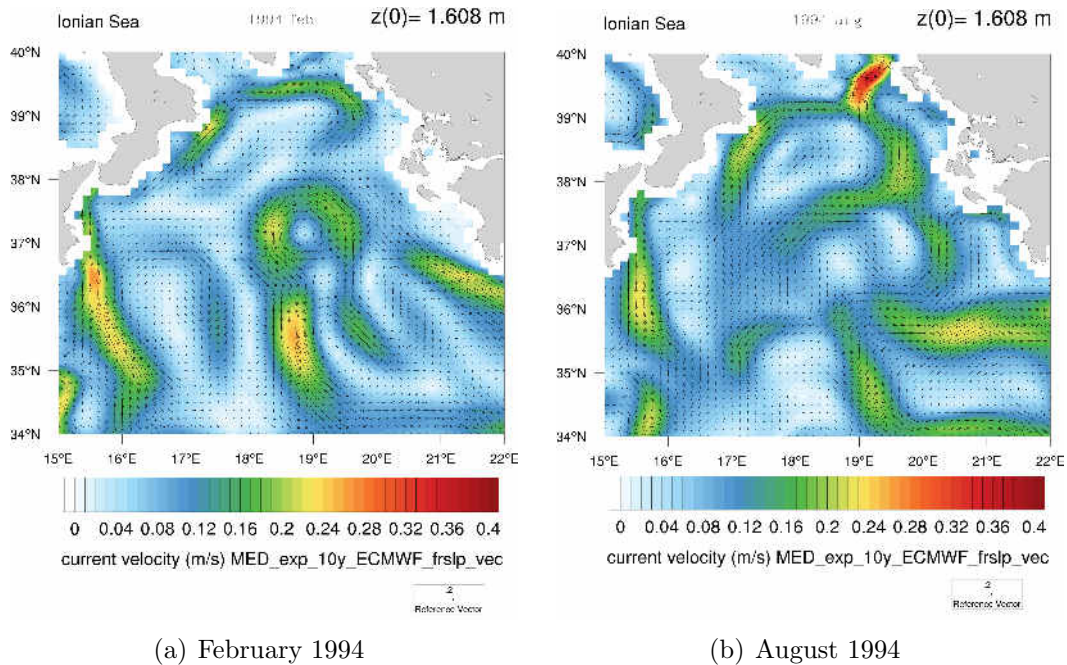 Ionian Sea 1994 feb z(0)= 1.608 m
40°N
39°N
38°N
37°N
36°N
35°N
34°N
15°E 16°E 17°E 18°E 19°E 20°E 21°E 22°E
0 0.04 0.08 0.12 0.16 0.2 0.24 0.28 0.32 0.36 0.4
current velocity (m/s) MED_exp_10y_ECMWF_frslp_vec
.2
Reference Vector
(a) February 1994
Ionian Sea 1994 z(0)= 1.608 m
40°N
39°N
38°N
37°N
36°N
35°N
34°N
15°E 16°E 17°E 18°E 19°E 20°E 21°E 22°E
0 0.04 0.08 0.12 0.16 0.2 0.24 0.28 0.32 0.36 0.4
current velocity (m/s) MED_exp_10y_ECMWF_frslp_vec
.2
Reference Vector
(b) August 1994